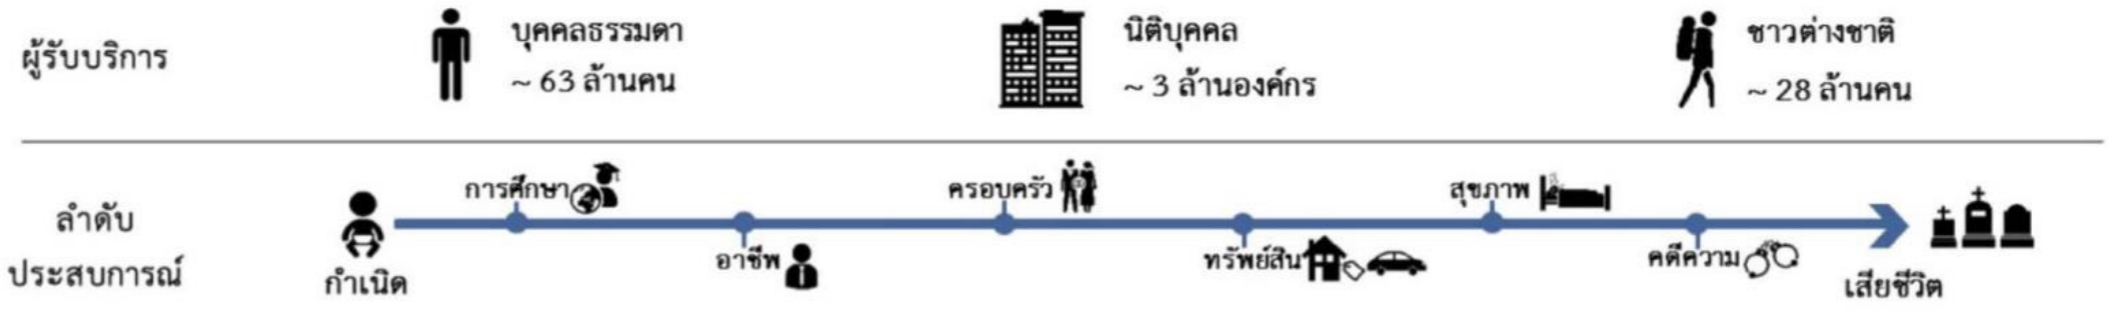 ผู้รับบริการ
บุคคลธรรมดา
~ 63 ล้านคน
นิติบุคคล
~ 3 ล้านองค์กร
ชาวต่างชาติ
~ 28 ล้านคน
ลำดับ
ประสบการณ์
กำเนิด
การศึกษา
อาชีพ
ครอบครัว
ทรัพย์สิน
สุขภาพ
คดีความ
เสียชีวิต